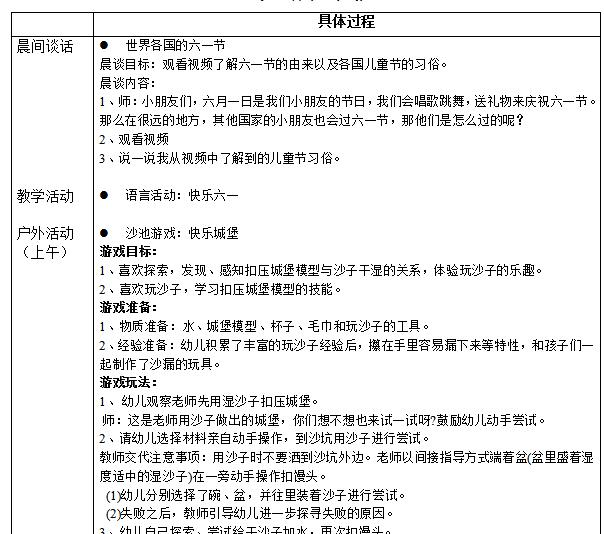 具体过程
晨间谈话
● 世界各国的六一节
晨谈目标：观看视频了解六一节的由来以及各国儿童节的习俗。
晨谈内容：
1、师：小朋友们，六月一日是我们小朋友的节日，我们会唱歌跳舞，送礼物来庆祝六一节。
那么在很远的地方，其他国家的小朋友也会过六一节，那他们是怎么过的呢？
2、观看视频
3、说一说我从视频中了解到的儿童节习俗。
教学活动
● 语言活动：快乐六一
户外活动
（上午）
● 沙池游戏：快乐城堡
游戏目标：
1、喜欢探索，发现、感知扣压城堡模型与沙子干湿的关系，体验玩沙子的乐趣。
2、喜欢玩沙子，学习扣压城堡模型的技能。
游戏准备：
1、物质准备：水、城堡模型、杯子、毛巾和玩沙子的工具。
2、经验准备：幼儿积累了丰富的玩沙子经验后，攥在手里容易漏下来等特性，和孩子们一
起制作了沙漏的玩具。
游戏玩法：
1、 幼儿观察老师先用湿沙子扣压城堡。
师：这是老师用沙子做出的城堡，你们想不想也来试一试呀?鼓励幼儿动手尝试。
2、请幼儿选择材料亲自动手操作，到沙坑用沙子进行尝试。
教师交代注意事项：用沙子时不要洒到沙坑外边。老师以间接指导方式端着盆(盆里盛着湿
度适中的湿沙子)在一旁动手操作扣馒头。
(1)幼儿分别选择了碗、盆，并往里装着沙子进行尝试。
(2)失败之后，教师引导幼儿进一步探寻失败的原因。
3、幼儿自己探索、尝试给干沙子加水，再次扣馒头。